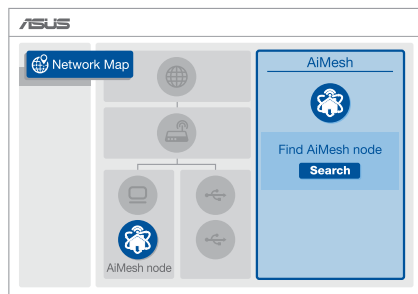 ASUS
Network Map
AiMesh
Find AiMesh node
Search
AiMesh node